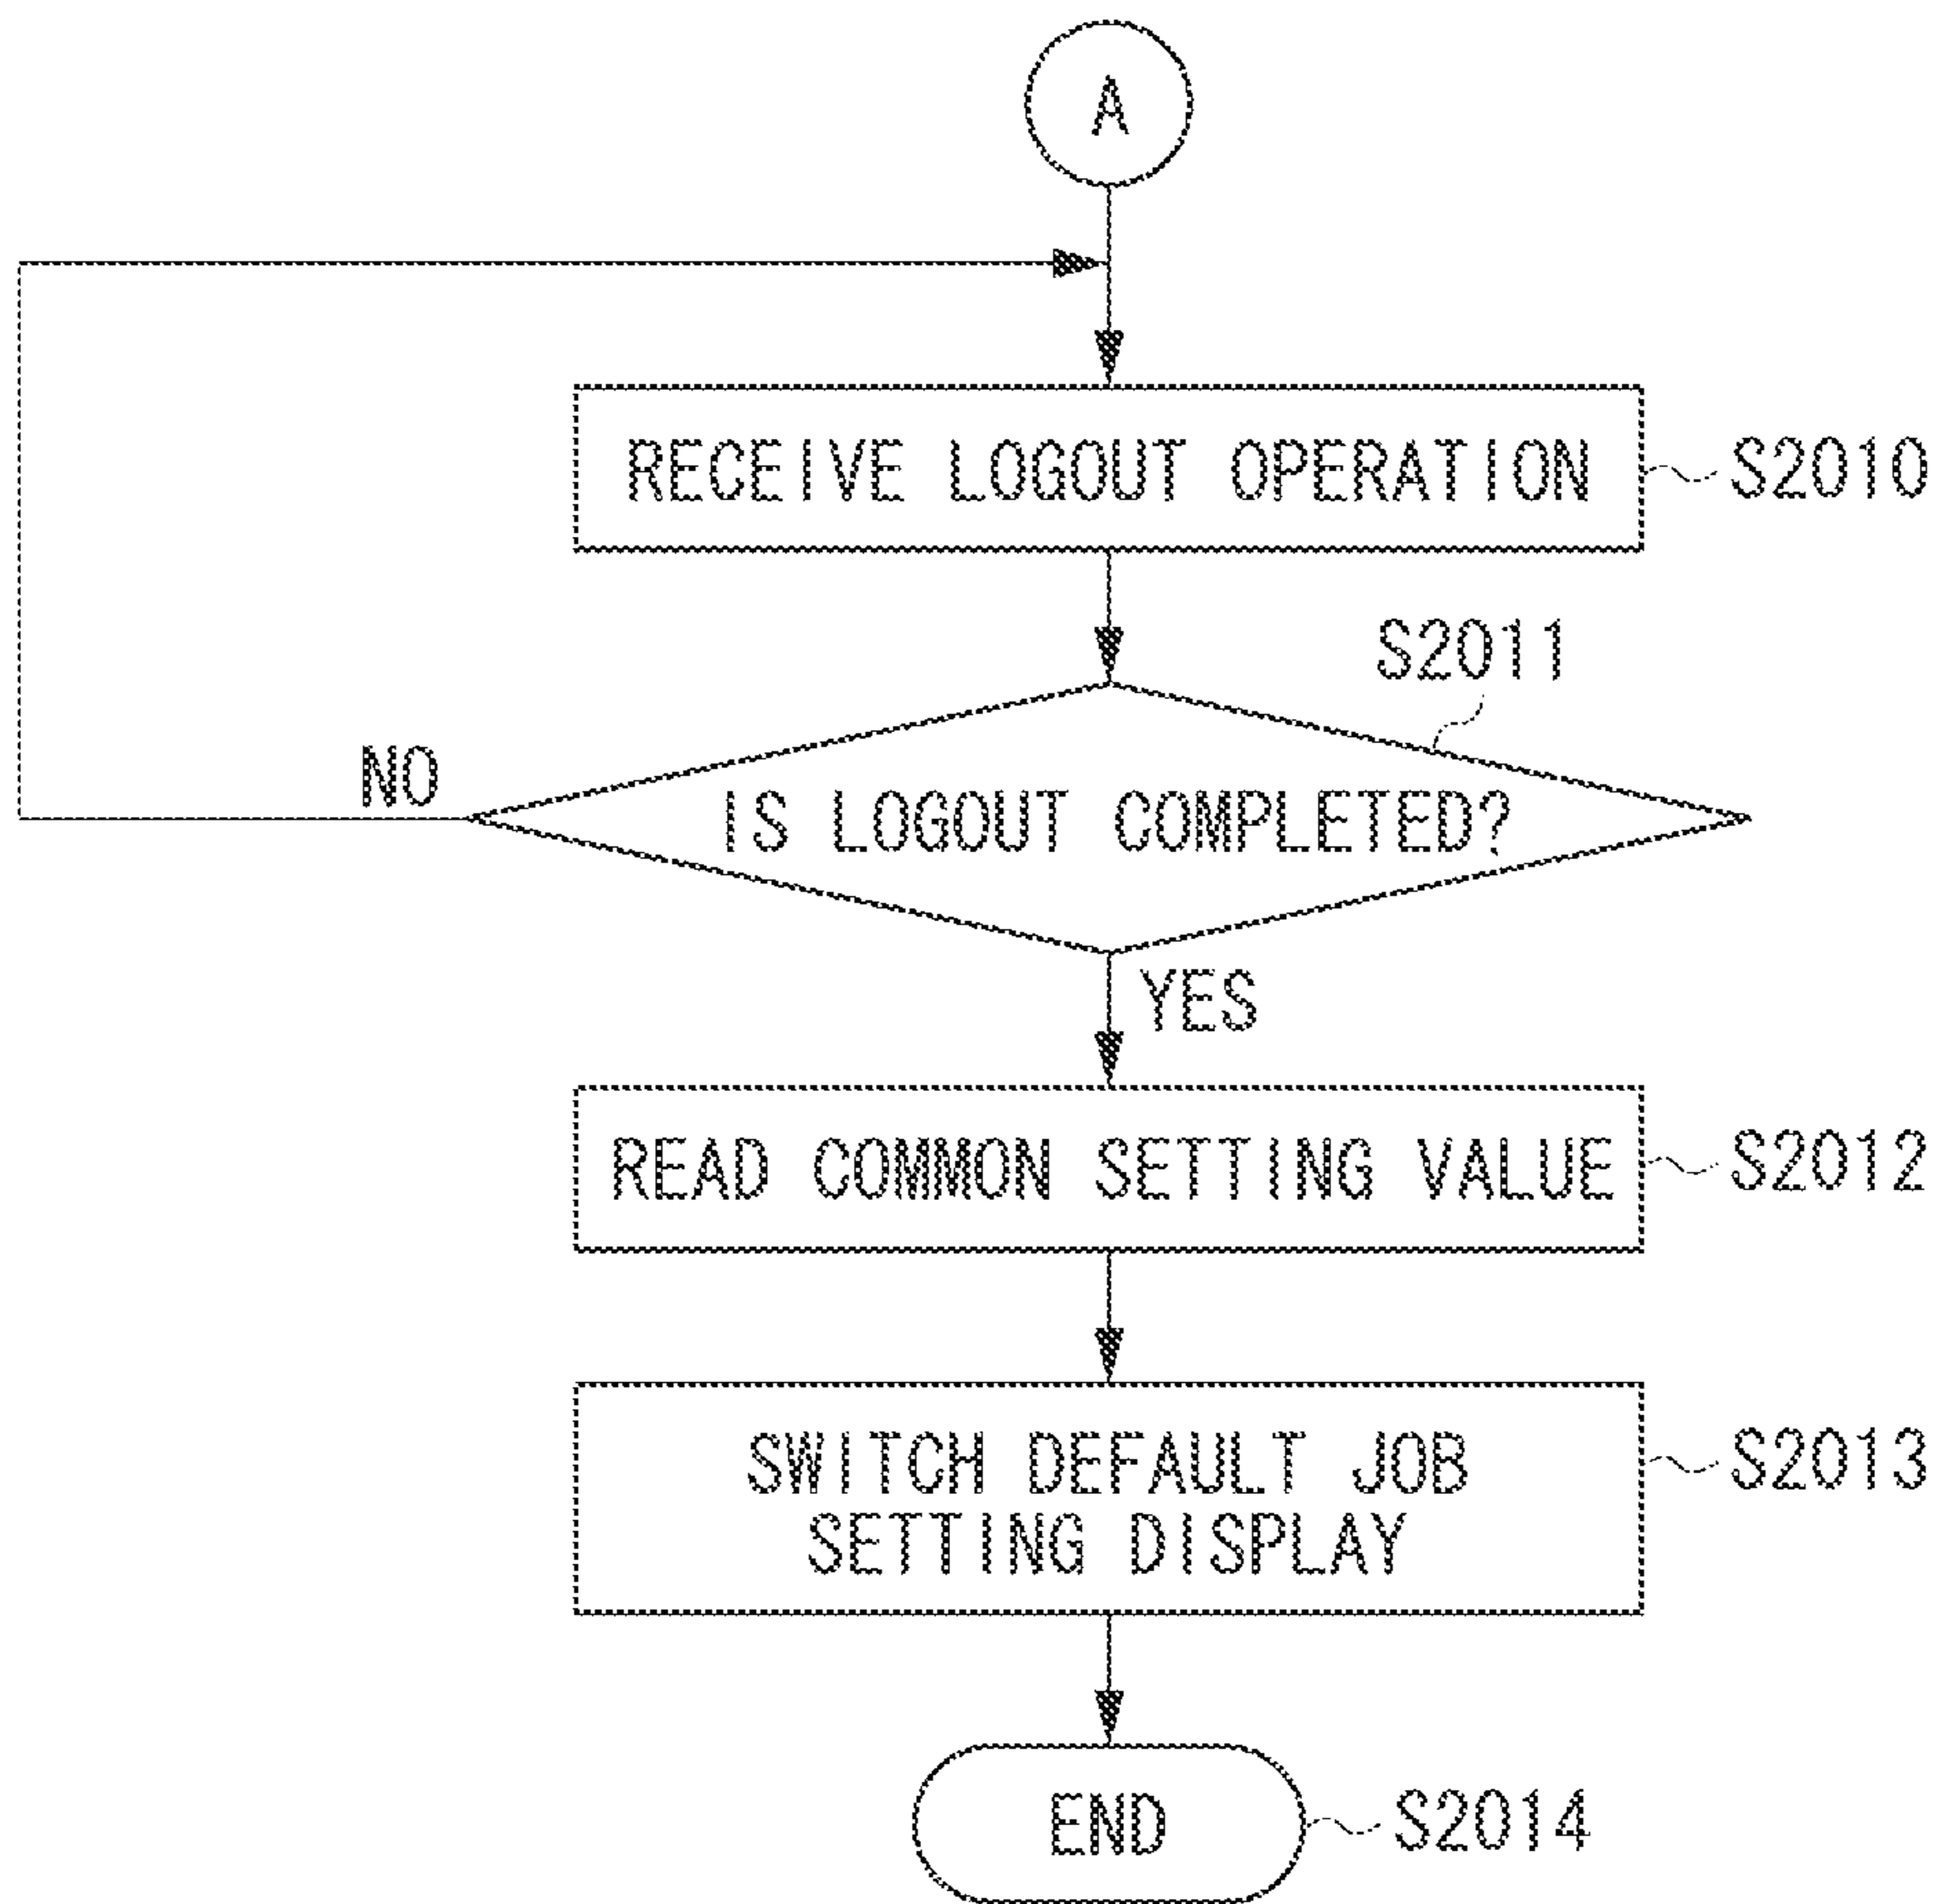 A
RECEIVE LOGOUT OPERATION
S2010
S2011
NO
IS LOGOUT COMPLETED?
YES
READ COMMON SETTING VALUE
S2012
SWITCH DEFAULT JOB
SETTING DISPLAY
S2013
END
S2014